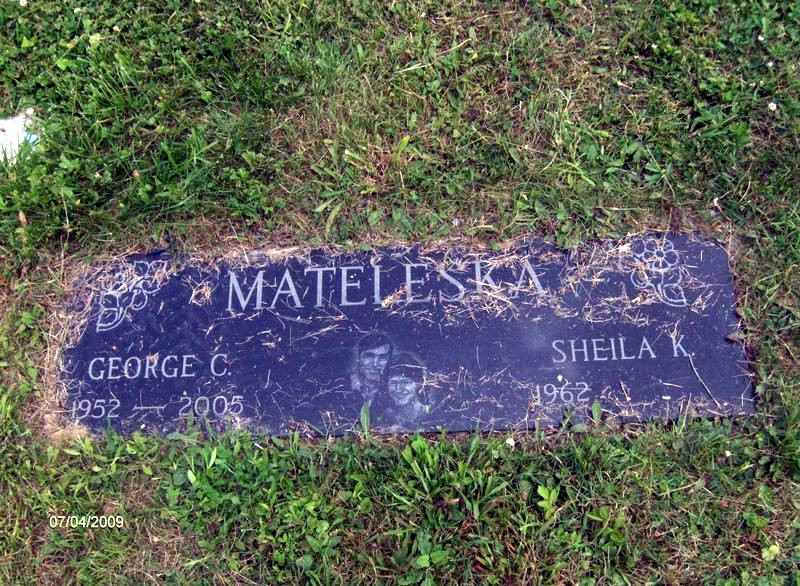 MATELESKA
GEORGE C.
1952 — 2005
SHEILA K.
1962
07/04/2009